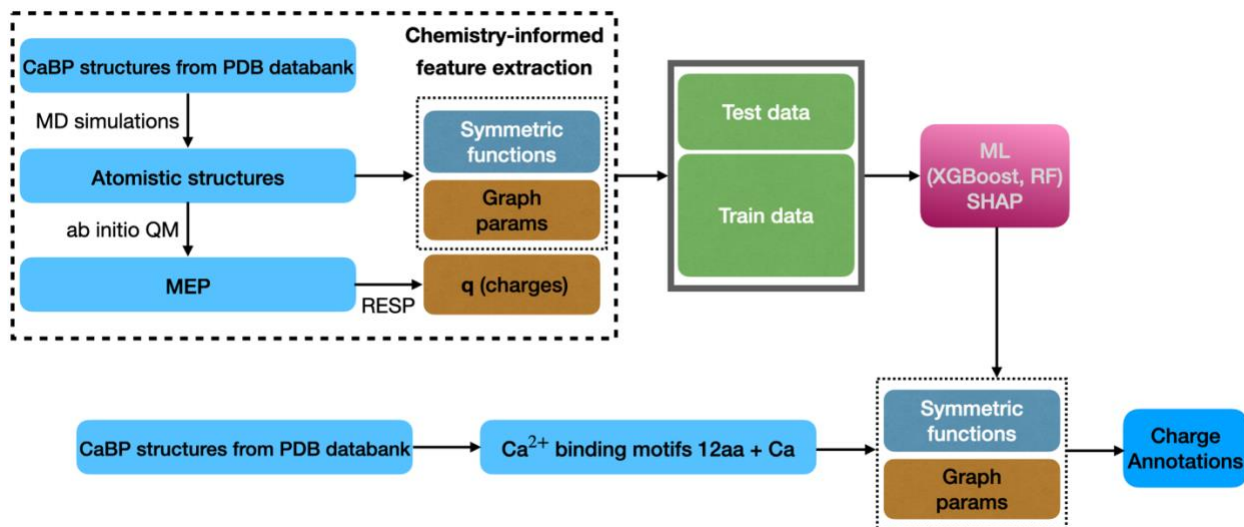 CaBP structures from PDB databank
MD simulations
Atomistic structures
ab initio QM
MEP
RESP
Chemistry-informed
feature extraction
Symmetric
functions
Graph
params
q (charges)
Test data
Train data
ML
(XGBoost, RF)
SHAP
CaBP structures from PDB databank
Ca²⁺ binding motifs 12aa + Ca
Symmetric
functions
Graph
params
Charge
Annotations